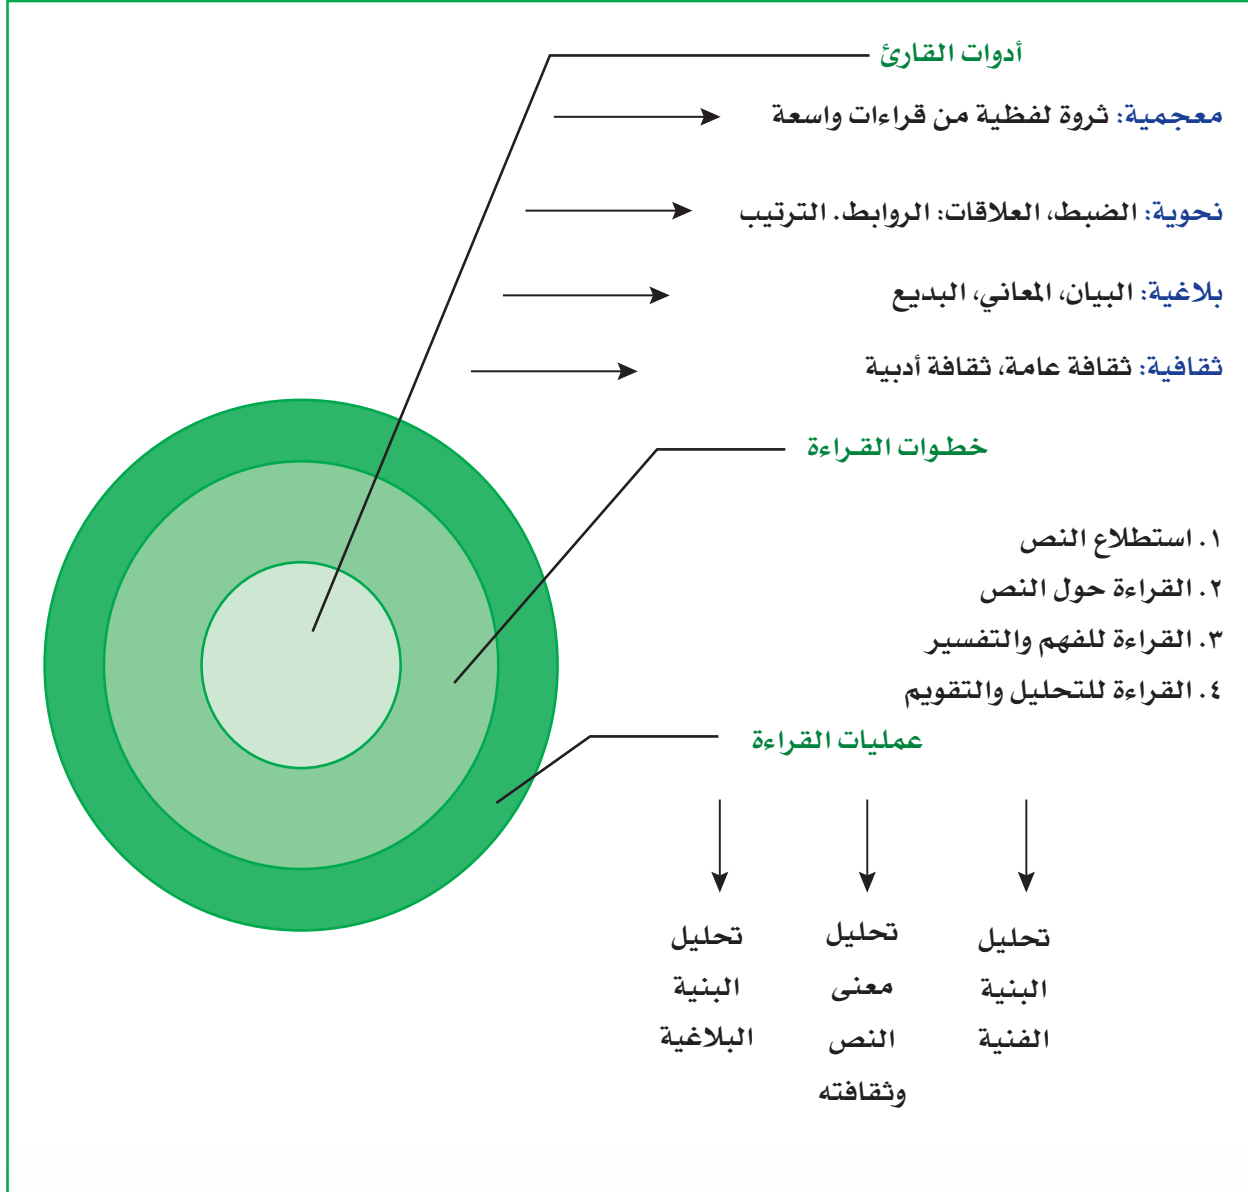 أدوات القارئ
معجمية: ثروة لفظية من قراءات واسعة
نحوية: الضبط، العلاقات: الروابط. الترتيب
بلاغية: البيان، المعاني، البديع
ثقافية: ثقافة عامة، ثقافة أدبية
خطوات القراءة
١. استطلاع النص
٢. القراءة حول النص
٣. القراءة للفهم والتفسير
٤. القراءة للتحليل والتقويم
عمليات القراءة
تحليل
البنية
الفنية
تحليل
معنى
النص
وثقافته
تحليل
البنية
البلاغية